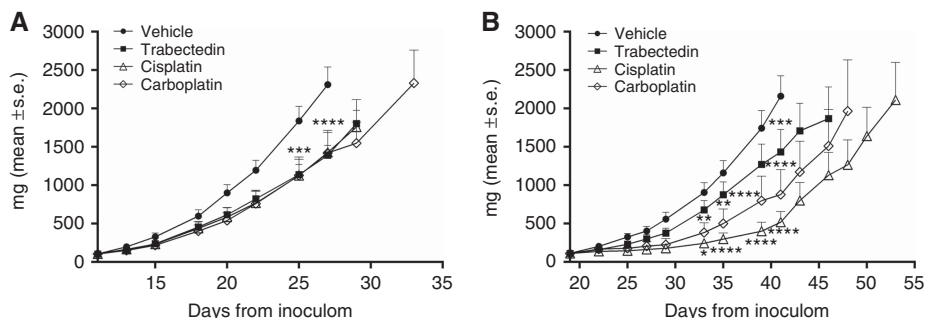 A
3000
2500
2000
1500
1000
500
0
mg (mean ±s.e.)
Vehicle
Trabectedin
Cisplatin
Carboplatin
****
***
15 20 25 30 35
Days from inoculom
B
3000
2500
2000
1500
1000
500
0
mg (mean ±s.e.)
Vehicle
Trabectedin
Cisplatin
Carboplatin
***
****
****
**
**
****
****
****
*
20 25 30 35 40 45 50 55
Days from inoculom